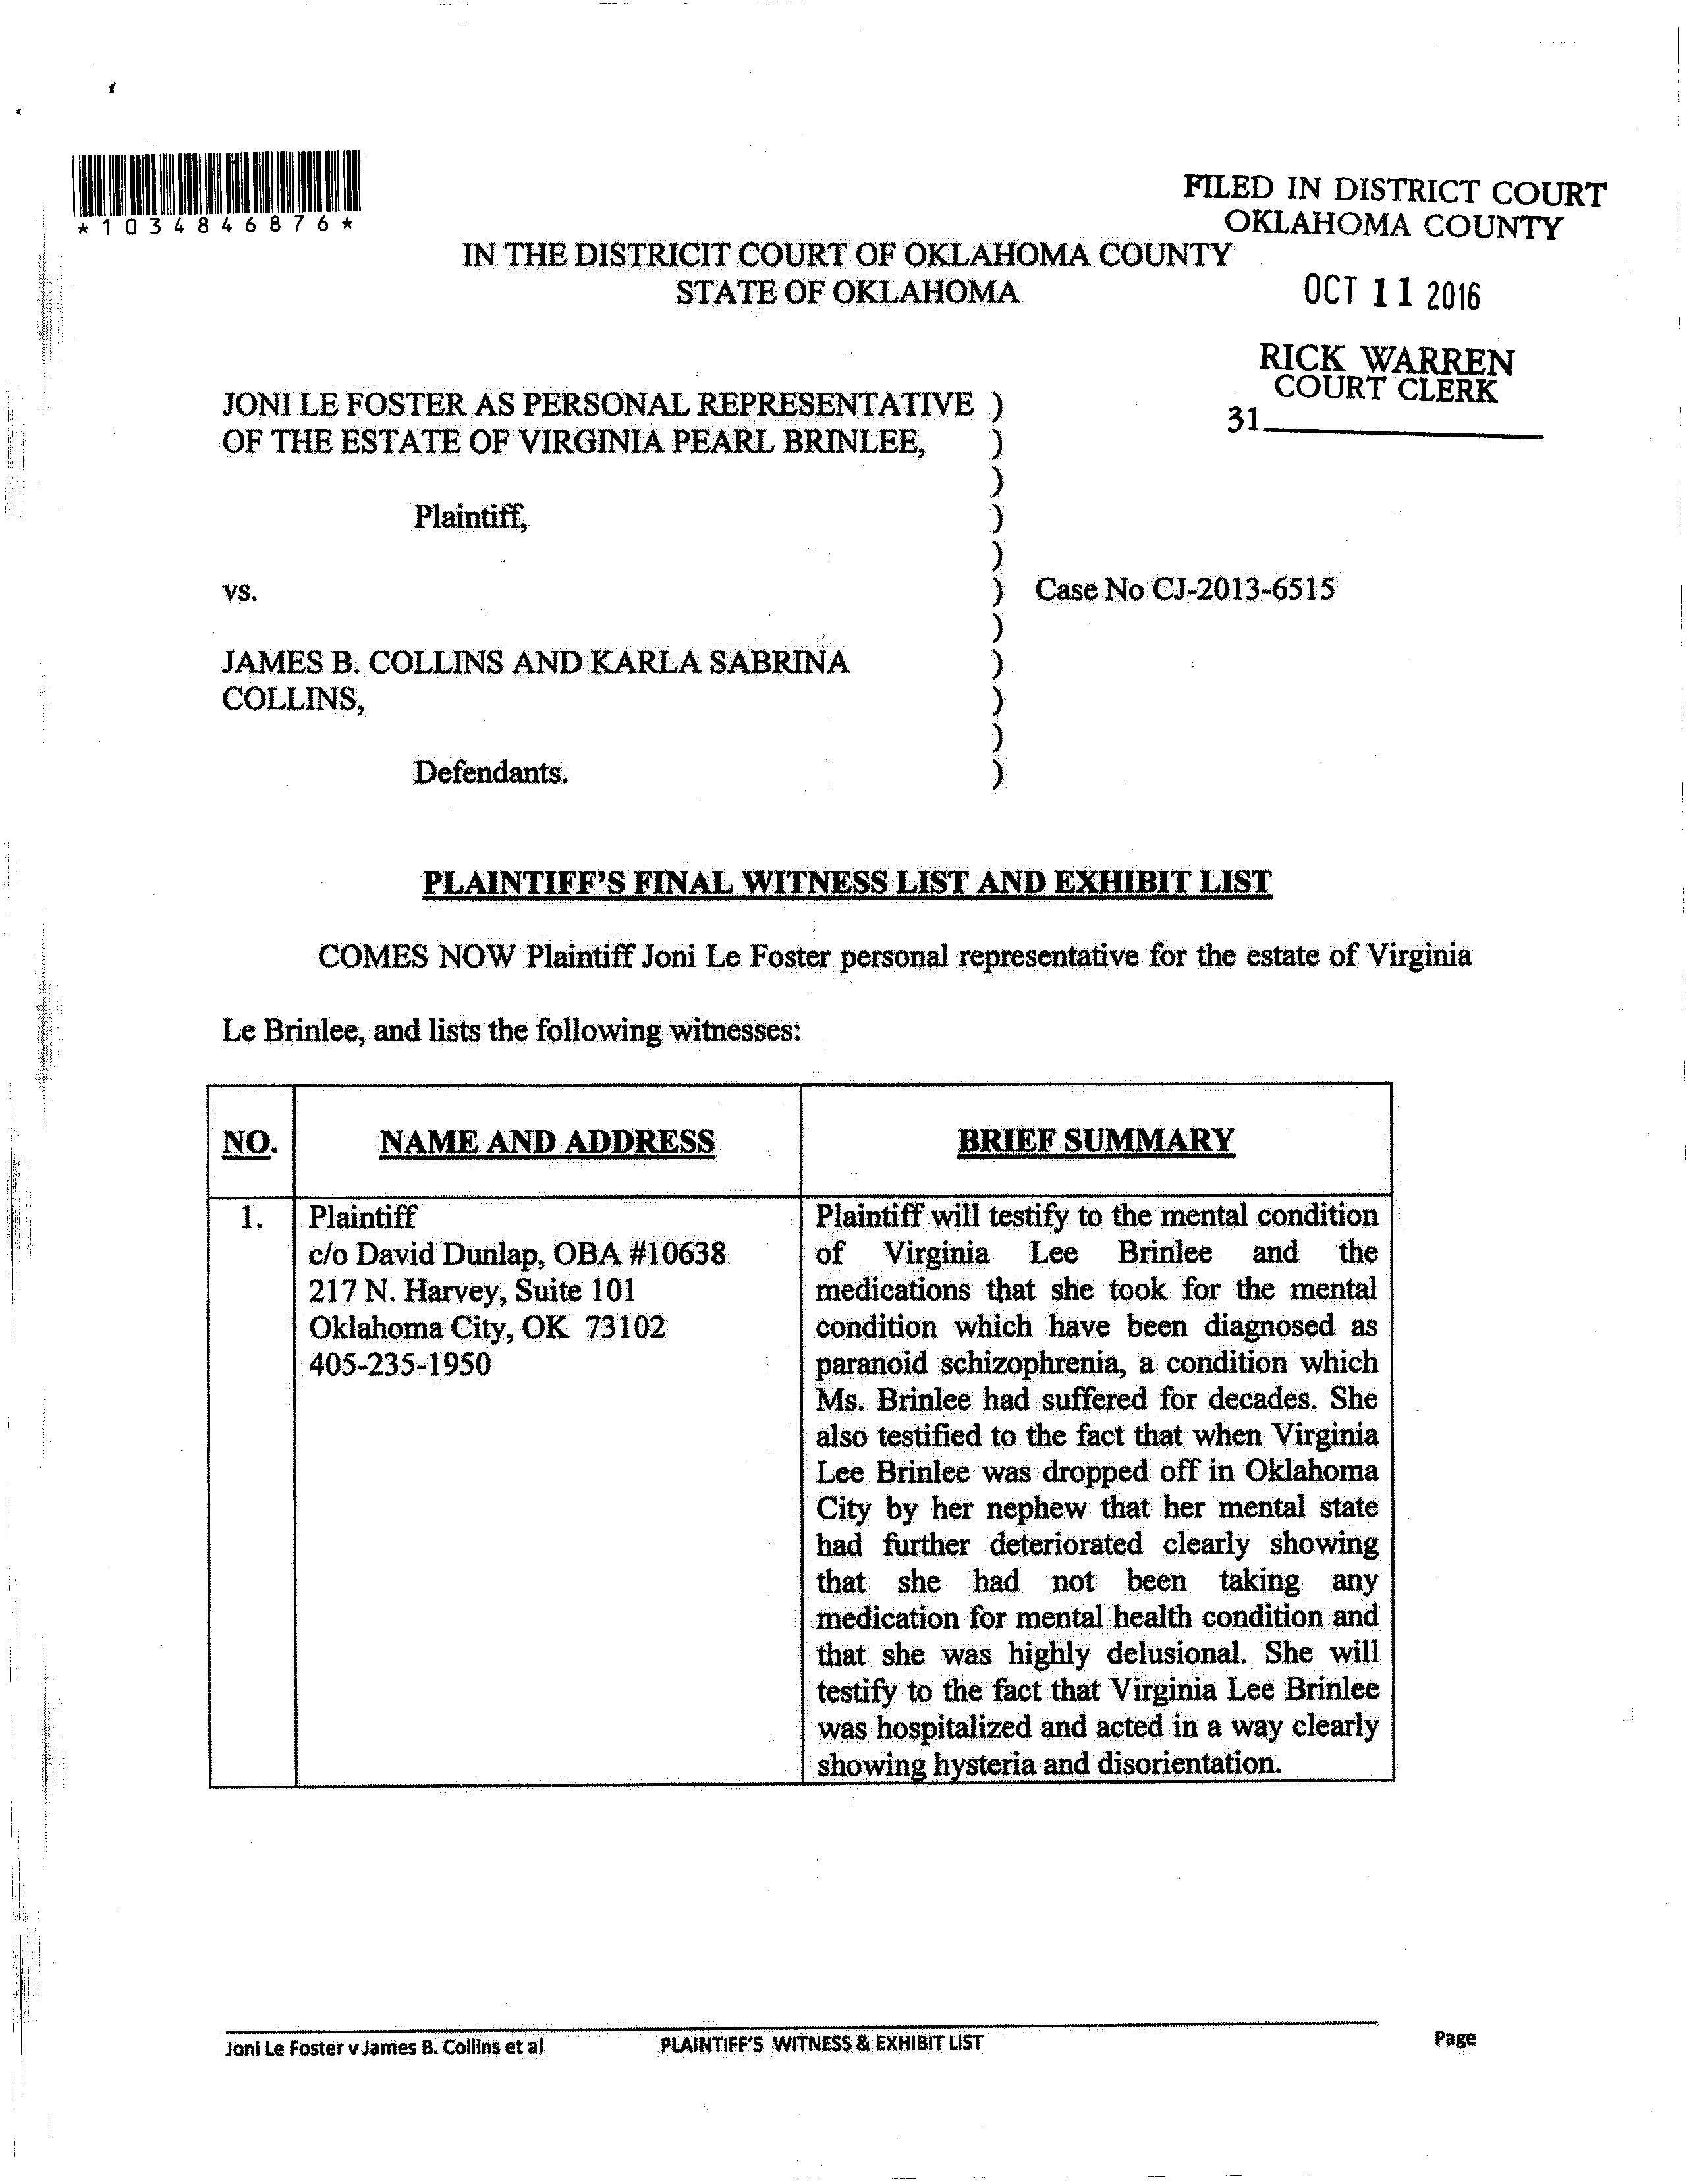 *1034846876*
FILED IN DISTRICT COURT
OKLAHOMA COUNTY
IN THE DISTRICIT COURT OF OKLAHOMA COUNTY
STATE OF OKLAHOMA
OCT 11 2016
RICK WARREN
COURT CLERK
31
JONI LE FOSTER AS PERSONAL REPRESENTATIVE )
OF THE ESTATE OF VIRGINIA PEARL BRINLEE, )
)
Plaintiff, )
)
vs. ) Case No CJ-2013-6515
)
JAMES B. COLLINS AND KARLA SABRINA )
COLLINS, )
)
Defendants. )
PLAINTIFF'S FINAL WITNESS LIST AND EXHIBIT LIST
COMES NOW Plaintiff Joni Le Foster personal representative for the estate of Virginia
Le Brinlee, and lists the following witnesses:
NO. NAME AND ADDRESS BRIEF SUMMARY
1. Plaintiff
c/o David Dunlap, OBA #10638
217 N. Harvey, Suite 101
Oklahoma City, OK 73102
405-235-1950
Plaintiff will testify to the mental condition
of Virginia Lee Brinlee and the
medications that she took for the mental
condition which have been diagnosed as
paranoid schizophrenia, a condition which
Ms. Brinlee had suffered for decades. She
also testified to the fact that when Virginia
Lee Brinlee was dropped off in Oklahoma
City by her nephew that her mental state
had further deteriorated clearly showing
that she had not been taking any
medication for mental health condition and
that she was highly delusional. She will
testify to the fact that Virginia Lee Brinlee
was hospitalized and acted in a way clearly
showing hysteria and disorientation.
Joni Le Foster v James B. Collins et al PLAINTIFF'S WITNESS & EXHIBIT LIST Page